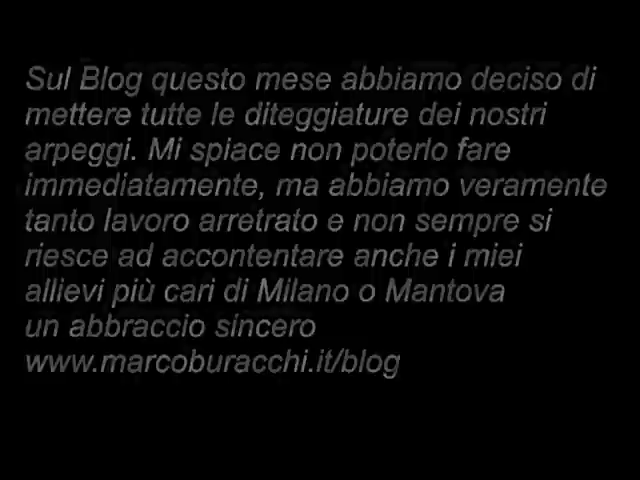 Sul Blog questo mese abbiamo deciso di
mettere tutte le diteggiature dei nostri
arpeggi. Mi spiace non poterlo fare
immediatamente, ma abbiamo veramente
tanto lavoro arretrato e non sempre si
riesce ad accontentare anche i miei
allievi più cari di Milano o Mantova
un abbraccio sincero
www.marcoburacchi.it/blog